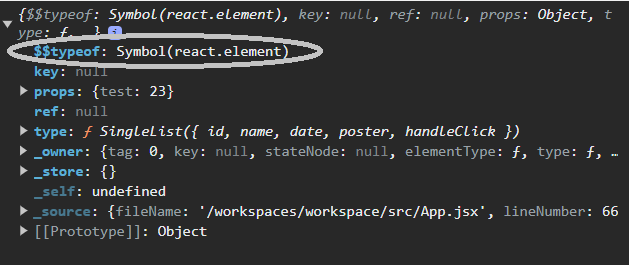 {$$typeof: Symbol(react.element), key: null, ref: null, props: Object, t
ype: ƒ, …} i
$$typeof: Symbol(react.element)
key: null
props: {test: 23}
ref: null
type: ƒ SingleList({ id, name, date, poster, handleClick })
_owner: {tag: 0, key: null, stateNode: null, elementType: ƒ, type: ƒ, …
_store: {}
_self: undefined
_source: {fileName: '/workspaces/workspace/src/App.jsx', lineNumber: 66
[[Prototype]]: Object